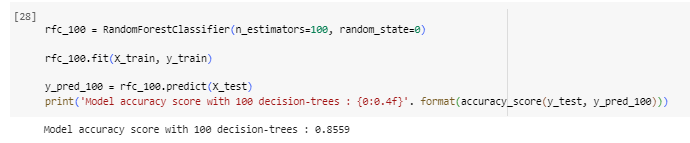 [28]
rfc_100 = RandomForestClassifier(n_estimators=100, random_state=0)
rfc_100.fit(X_train, y_train)
y_pred_100 = rfc_100.predict(X_test)
print('Model accuracy score with 100 decision-trees : {0:0.4f}'. format(accuracy_score(y_test, y_pred_100)))
Model accuracy score with 100 decision-trees : 0.8559